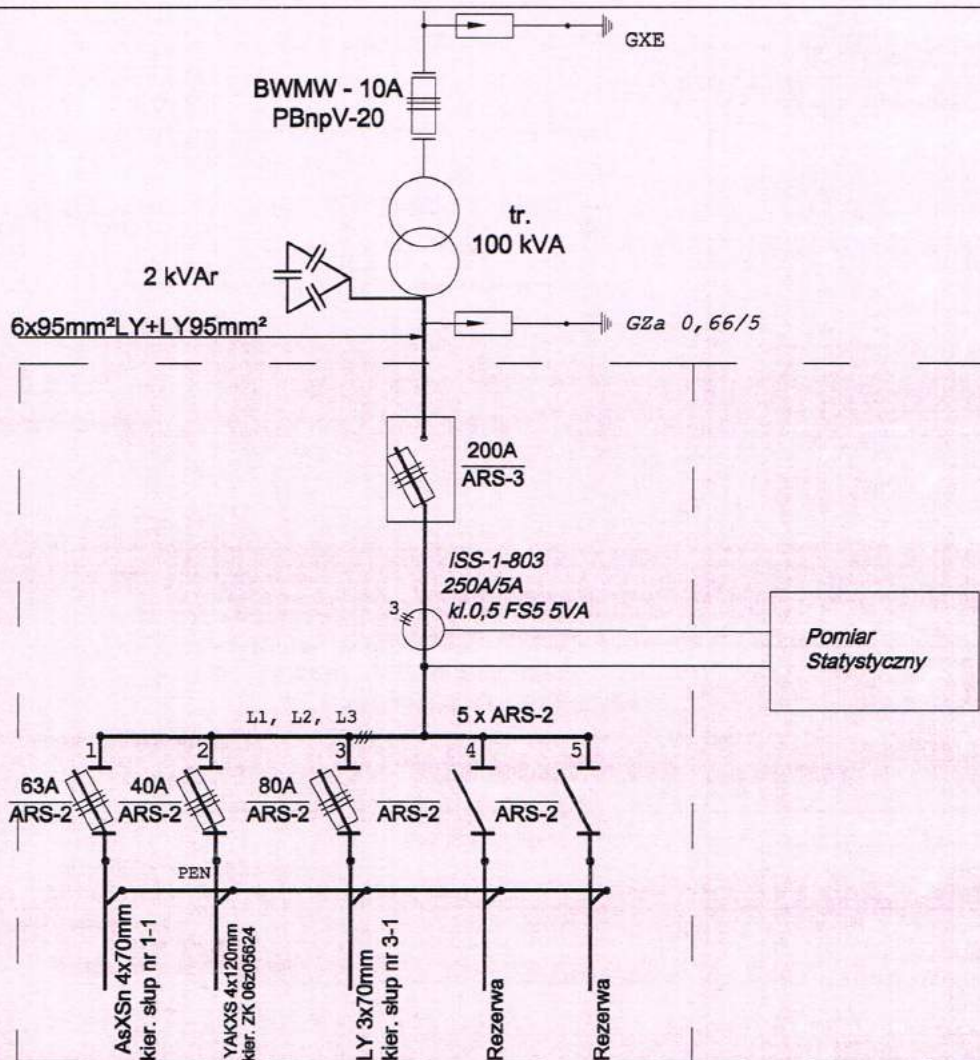 GXE
BWMW - 10A
PBnpV-20
tr.
100 kVA
2 kVAr
6x95mm²LY+LY95mm²
GZa 0,66/5
200A
ARS-3
ISS-1-803
250A/5A
kl.0,5 FS5 5VA
3
Pomiar
Statystyczny
L1, L2, L3
5 x ARS-2
1
2
3
4
5
63A
ARS-2
40A
ARS-2
80A
ARS-2
ARS-2
ARS-2
PEN
AsXSn 4x70mm
kier. słup nr 1-1
YAKXS 4x120mm
kier. ZK 06z05624
LY 3x70mm
kier. słup nr 3-1
Rezerwa
Rezerwa